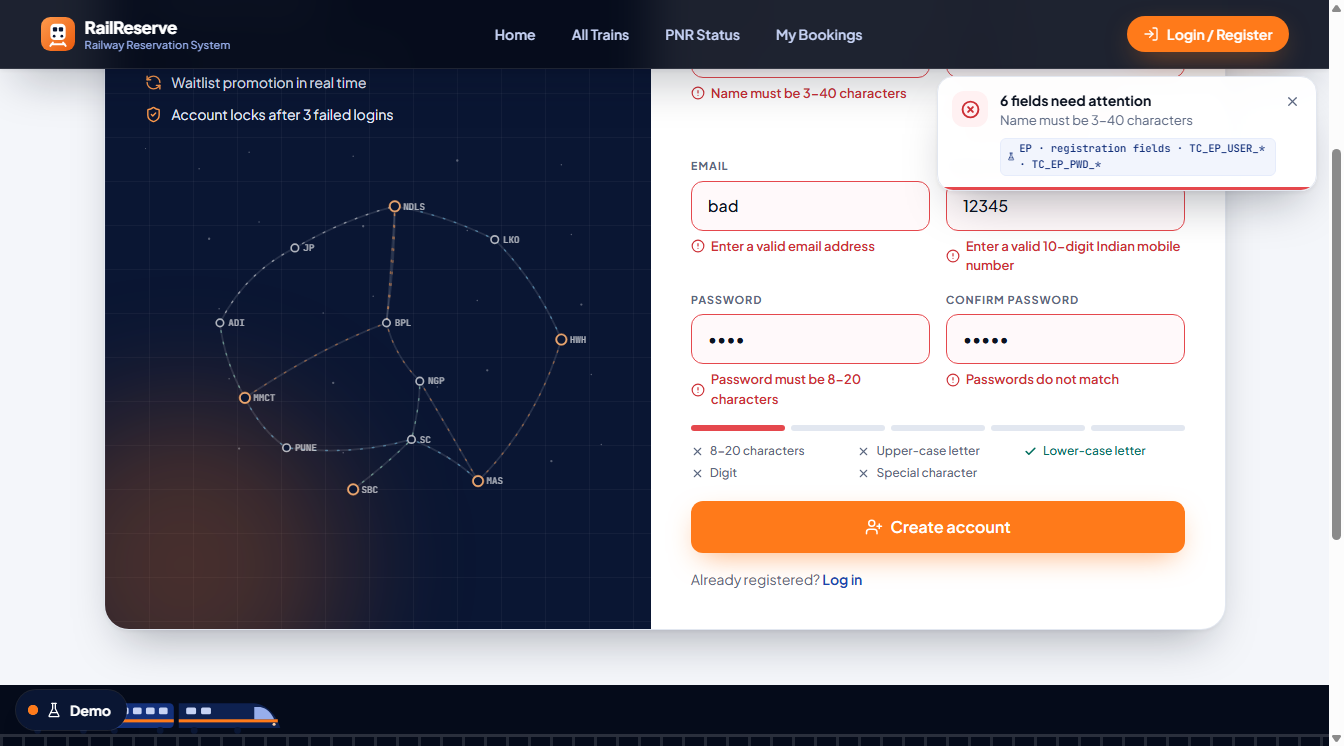 RailReserve
Railway Reservation System
Home
All Trains
PNR Status
My Bookings
Login / Register
Waitlist promotion in real time
Account locks after 3 failed logins
NDLS
JP
LKO
ADI
BPL
HWH
NGP
MMCT
SC
PUNE
MAS
SBC
Name must be 3–40 characters
6 fields need attention
Name must be 3–40 characters
EP · registration fields · TC_EP_USER_*
· TC_EP_PWD_*
EMAIL
bad
12345
Enter a valid email address
Enter a valid 10-digit Indian mobile
number
PASSWORD
CONFIRM PASSWORD
Password must be 8–20
characters
Passwords do not match
8–20 characters
Upper-case letter
Lower-case letter
Digit
Special character
Create account
Already registered? Log in
Demo